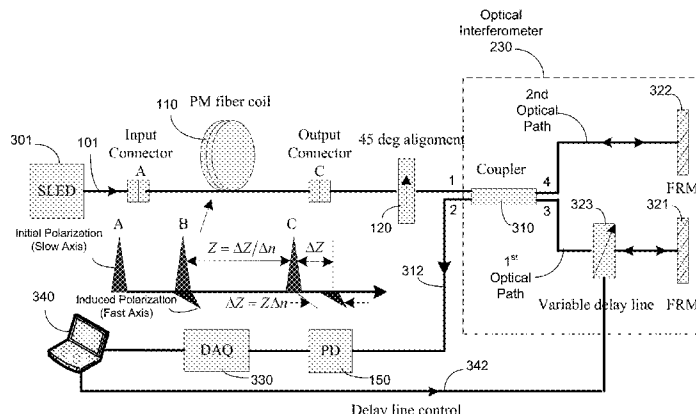 Optical
Interferometer
230
110
PM fiber coil
322
2nd
Optical
Path
301
101
Input
Connector
A
Output
Connector
C
45 deg alignment
Coupler
FRM
SLED
1
2
4
3
310
323
321
120
Initial Polarization
(Slow Axis)
A
B
C
Z = ΔZ/Δn
ΔZ
312
1st
Optical
Path
Induced Polarization
(Fast Axis)
ΔZ = ZΔn
Variable delay line
FRM
340
DAQ
PD
330
150
342
Delay line control